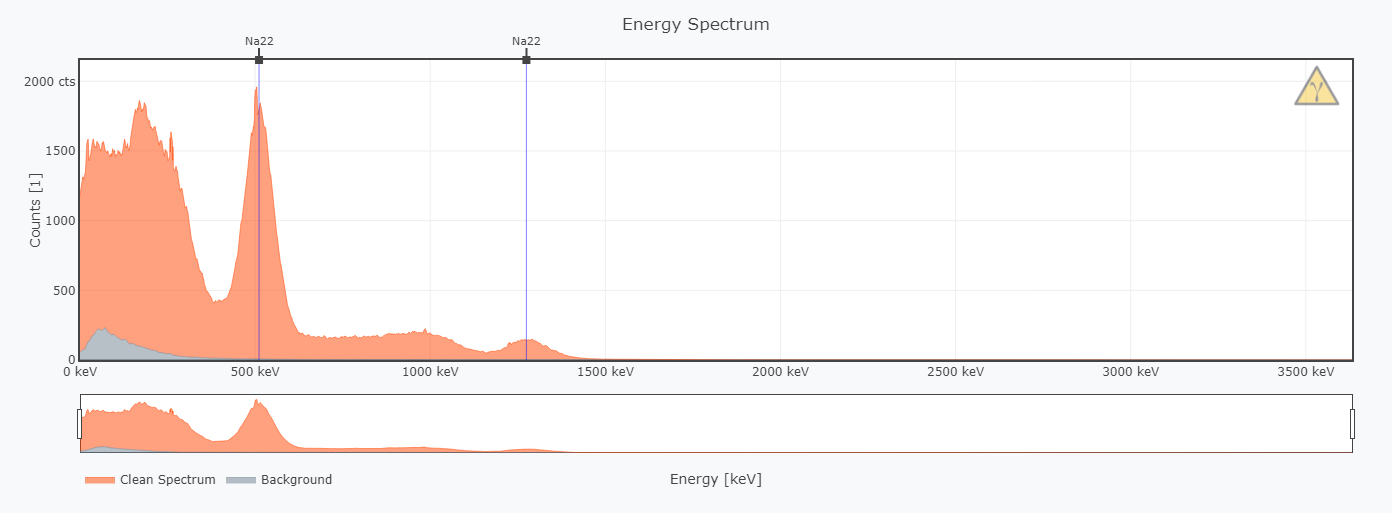 Energy Spectrum
Na22 Na22
2000 cts
1500
1000
500
0
Counts [1]
γ
0 keV 500 keV 1000 keV 1500 keV 2000 keV 2500 keV 3000 keV 3500 keV
Clean Spectrum Background
Energy [keV]